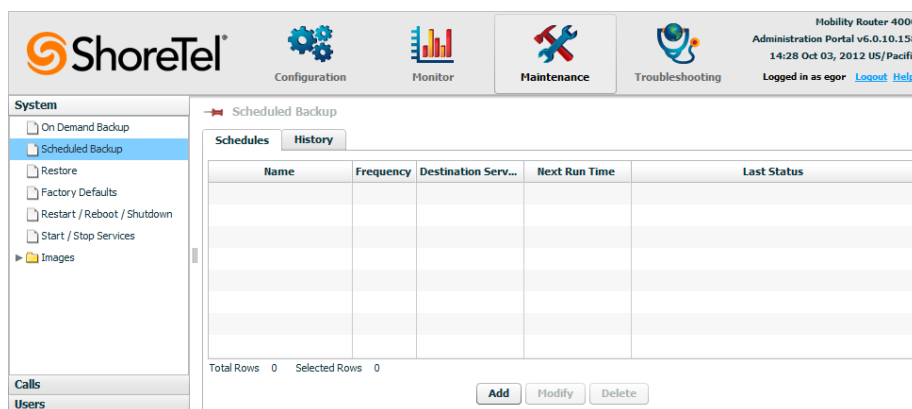 ShoreTel
Configuration
Monitor
Maintenance
Troubleshooting
Mobility Router 400
Administration Portal v6.0.10.15
14:28 Oct 03, 2012 US/Pacifi
Logged in as egor Logout Help
System
On Demand Backup
Scheduled Backup
Restore
Factory Defaults
Restart / Reboot / Shutdown
Start / Stop Services
Images
Calls
Users
Scheduled Backup
Schedules History
Name Frequency Destination Serv... Next Run Time Last Status
Total Rows 0 Selected Rows 0
Add Modify Delete